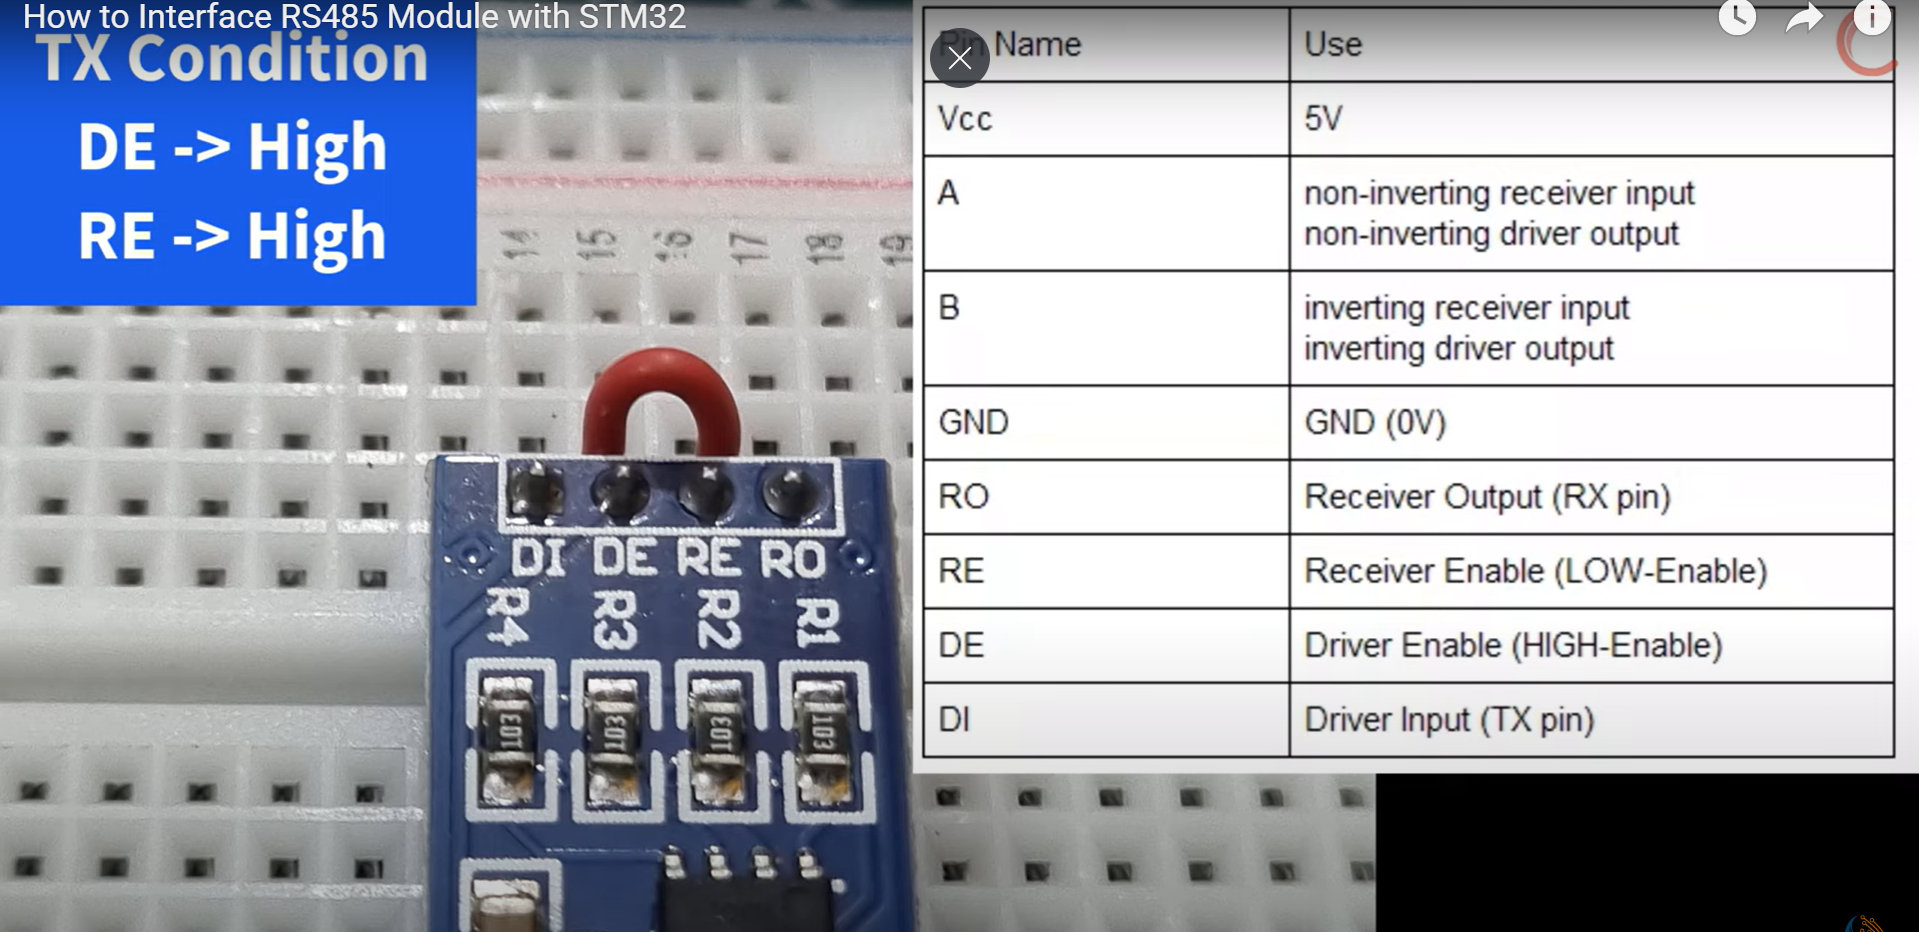 How to Interface RS485 Module with STM32
TX Condition
DE -> High
RE -> High
Pin Name Use
Vcc 5V
A non-inverting receiver input
non-inverting driver output
B inverting receiver input
inverting driver output
GND GND (0V)
RO Receiver Output (RX pin)
RE Receiver Enable (LOW-Enable)
DE Driver Enable (HIGH-Enable)
DI Driver Input (TX pin)
14 15 16 17 18 19
DI DE RE RO
R4 R3 R2 R1
103 103 103 103